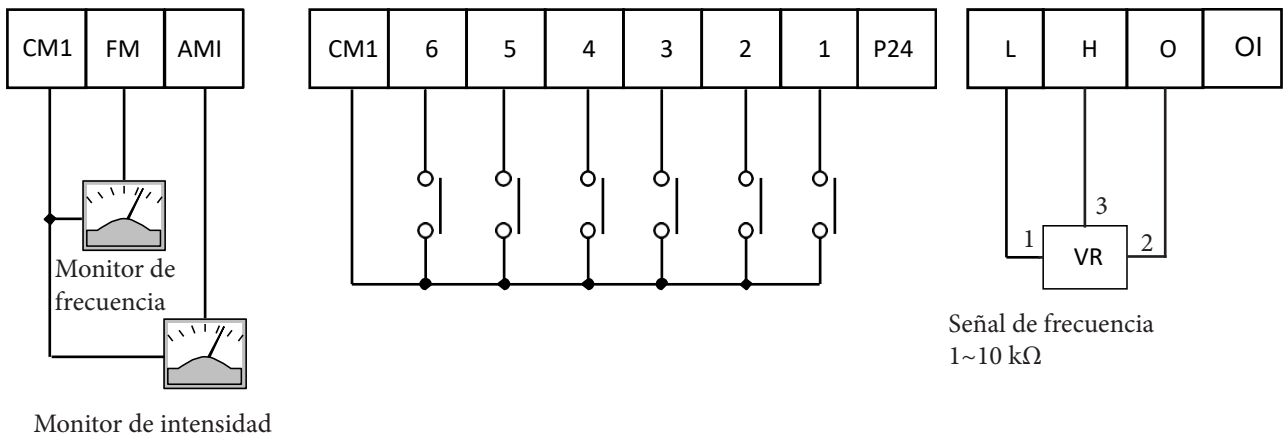 CM1 FM AMI
CM1 6 5 4 3 2 1 P24
L H O OI
Monitor de
frecuencia
Monitor de intensidad
3
1 VR 2
Señal de frecuencia
1~10 kΩ